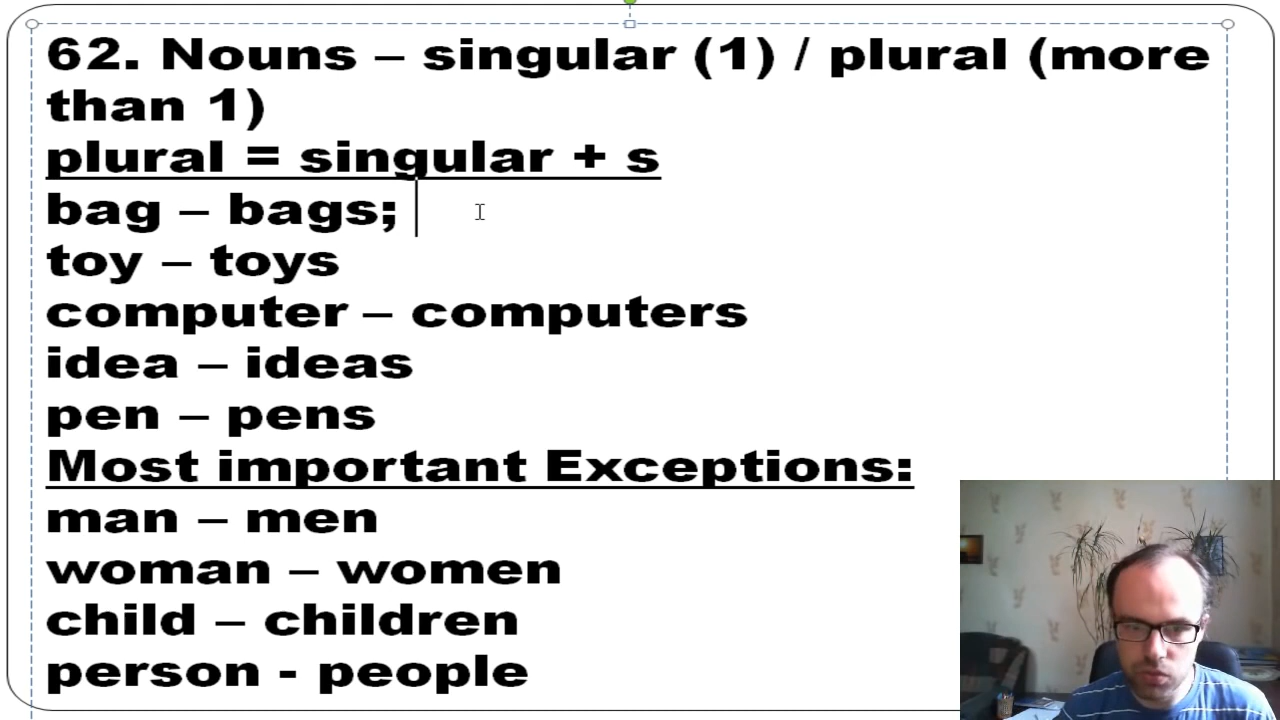 62. Nouns – singular (1) / plural (more
than 1)
plural = singular + s
bag – bags;
toy – toys
computer – computers
idea – ideas
pen – pens
Most important Exceptions:
man – men
woman – women
child – children
person - people